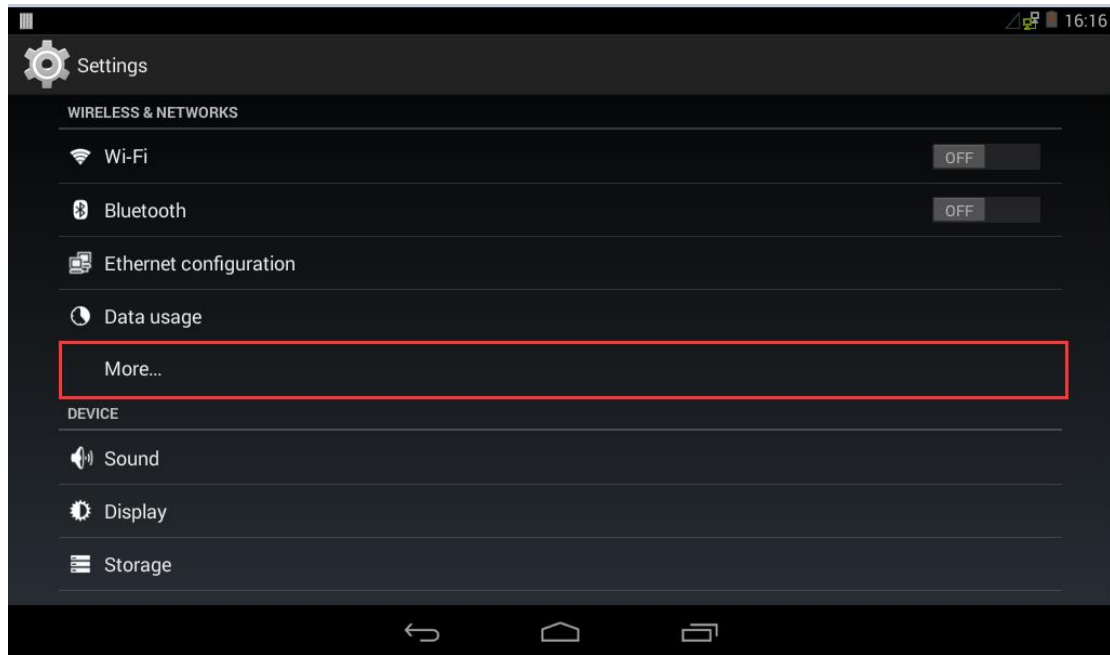 16:16
Settings
WIRELESS & NETWORKS
Wi-Fi OFF
Bluetooth OFF
Ethernet configuration
Data usage
More...
DEVICE
Sound
Display
Storage